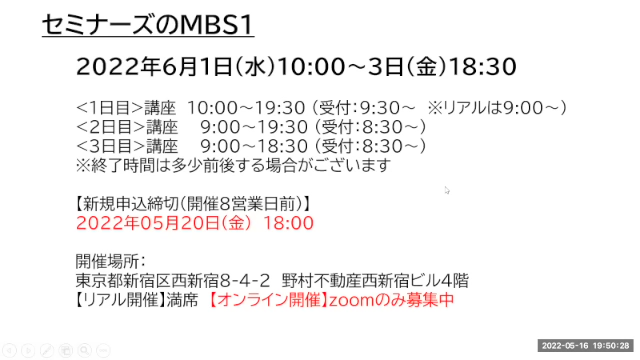 セミナーズのMBS1
2022年6月1日(水)10:00～3日(金)18:30
<1日目>講座 10:00～19:30 (受付:9:30～ ※リアルは9:00～)
<2日目>講座 9:00～19:30 (受付:8:30～)
<3日目>講座 9:00～18:30 (受付:8:30～)
※終了時間は多少前後する場合がございます
【新規申込締切(開催8営業日前)】
2022年05月20日(金) 18:00
開催場所:
東京都新宿区西新宿8-4-2 野村不動産西新宿ビル4階
【リアル開催】満席 【オンライン開催】zoomのみ募集中
2022-05-16 19:50:28